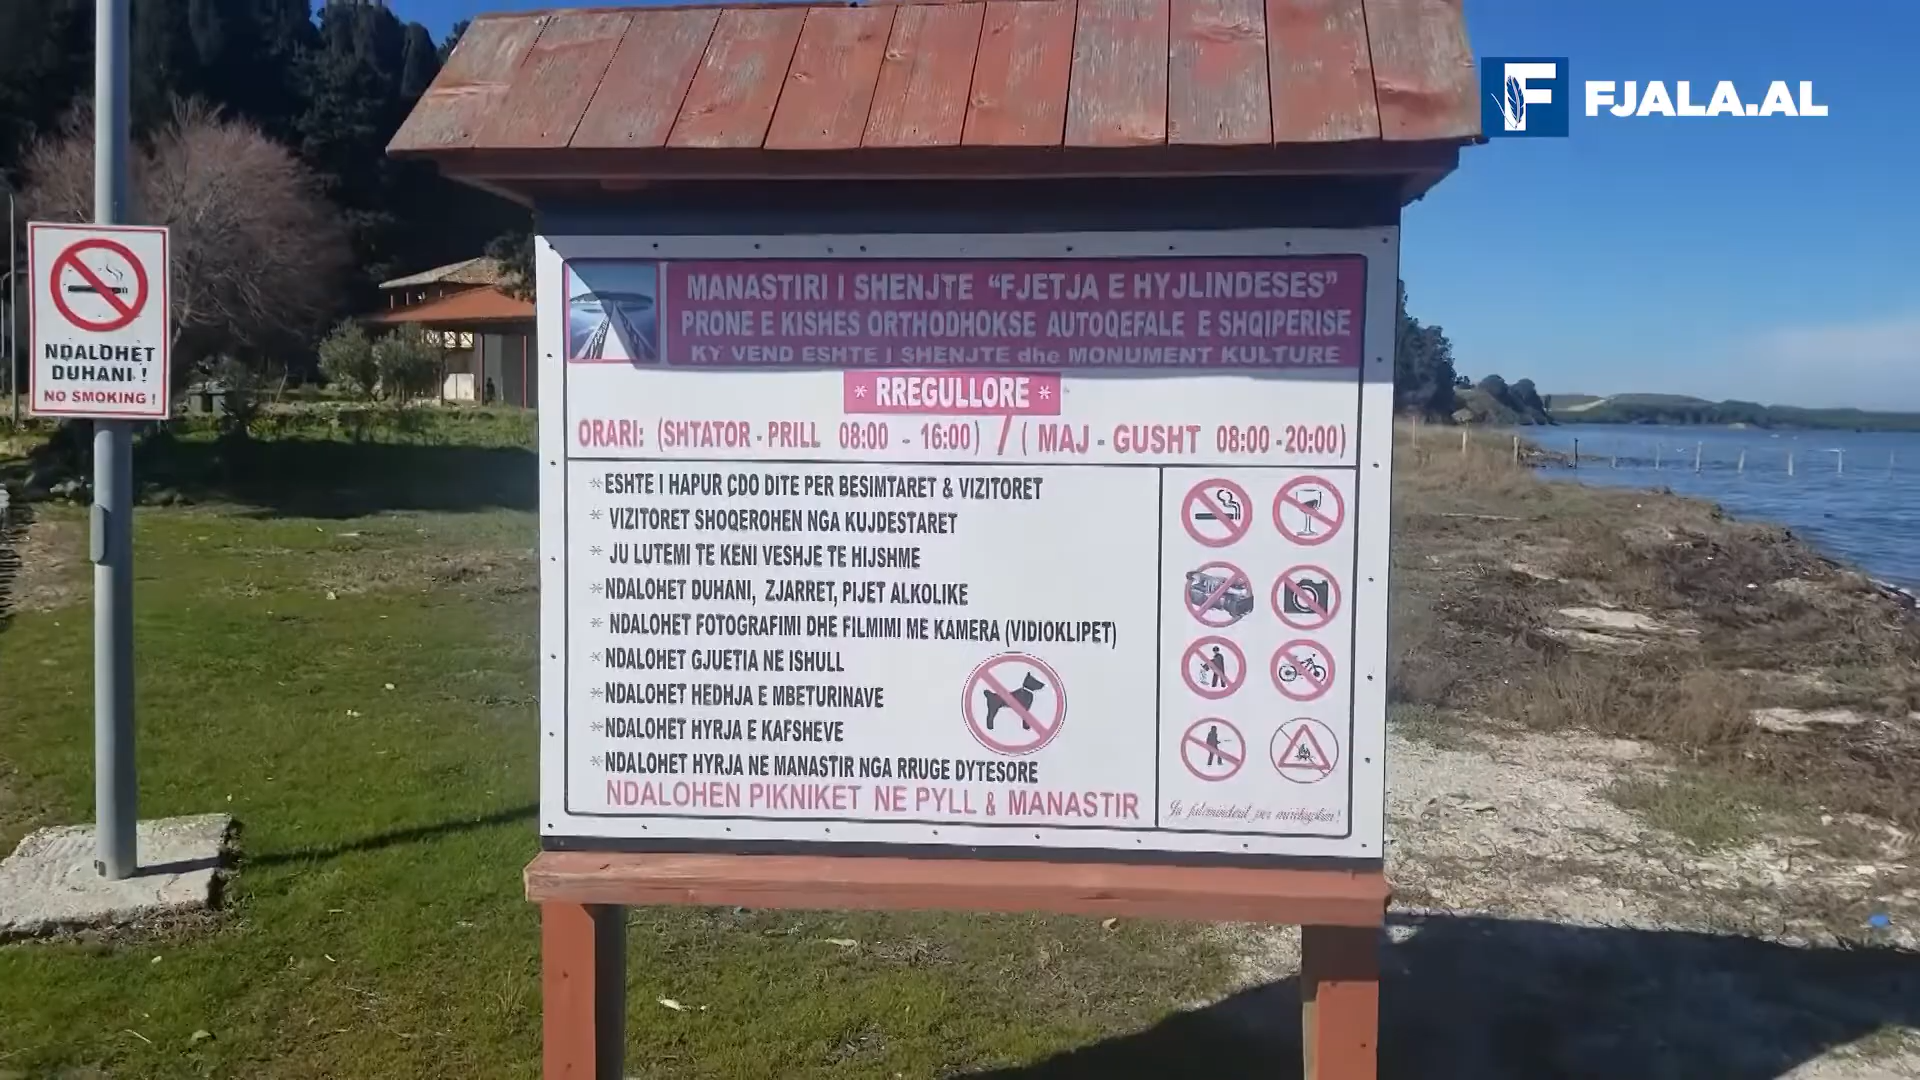 FJALA.AL
NDALOHET
DUHANI !
NO SMOKING !
MANASTIRI I SHENJTE “FJETJA E HYJLINDESES”
PRONE E KISHES ORTHODHOKSE AUTOQEFALE E SHQIPERISE
KY VEND ESHTE I SHENJTE dhe MONUMENT KULTURE
* RREGULLORE *
ORARI: (SHTATOR - PRILL 08:00 - 16:00) / ( MAJ - GUSHT 08:00 -20:00)
*ESHTE I HAPUR ÇDO DITE PER BESIMTARET & VIZITORET
* VIZITORET SHOQEROHEN NGA KUJDESTARET
* JU LUTEMI TE KENI VESHJE TE HIJSHME
*NDALOHET DUHANI, ZJARRET, PIJET ALKOLIKE
* NDALOHET FOTOGRAFIMI DHE FILMIMI ME KAMERA (VIDIOKLIPET)
*NDALOHET GJUETIA NE ISHULL
*NDALOHET HEDHJA E MBETURINAVE
*NDALOHET HYRJA E KAFSHEVE
*NDALOHET HYRJA NE MANASTIR NGA RRUGE DYTESORE
NDALOHEN PIKNIKET NE PYLL & MANASTIR
Ju falemnderit per mirekuptim!